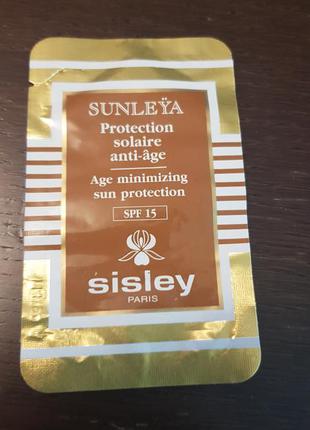 SUNLEŸA
Protection
solaire
anti-âge
Age minimizing
sun protection
SPF 15
sisley
PARIS